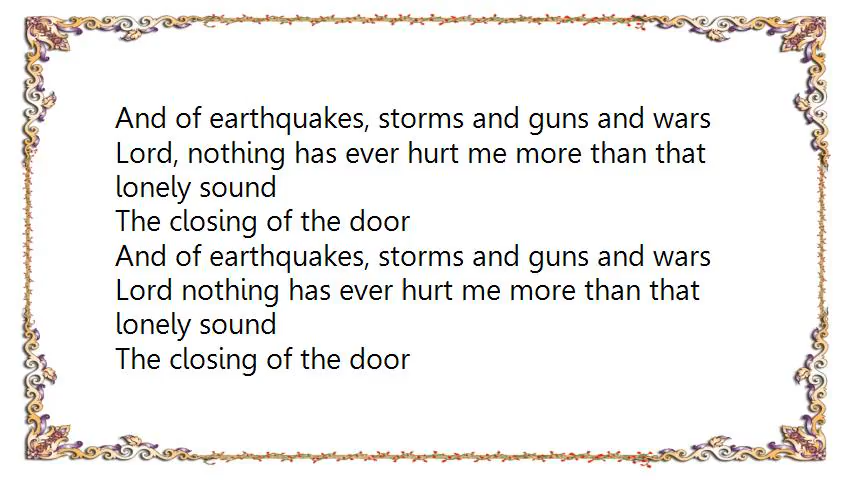 And of earthquakes, storms and guns and wars
Lord, nothing has ever hurt me more than that
lonely sound
The closing of the door
And of earthquakes, storms and guns and wars
Lord nothing has ever hurt me more than that
lonely sound
The closing of the door